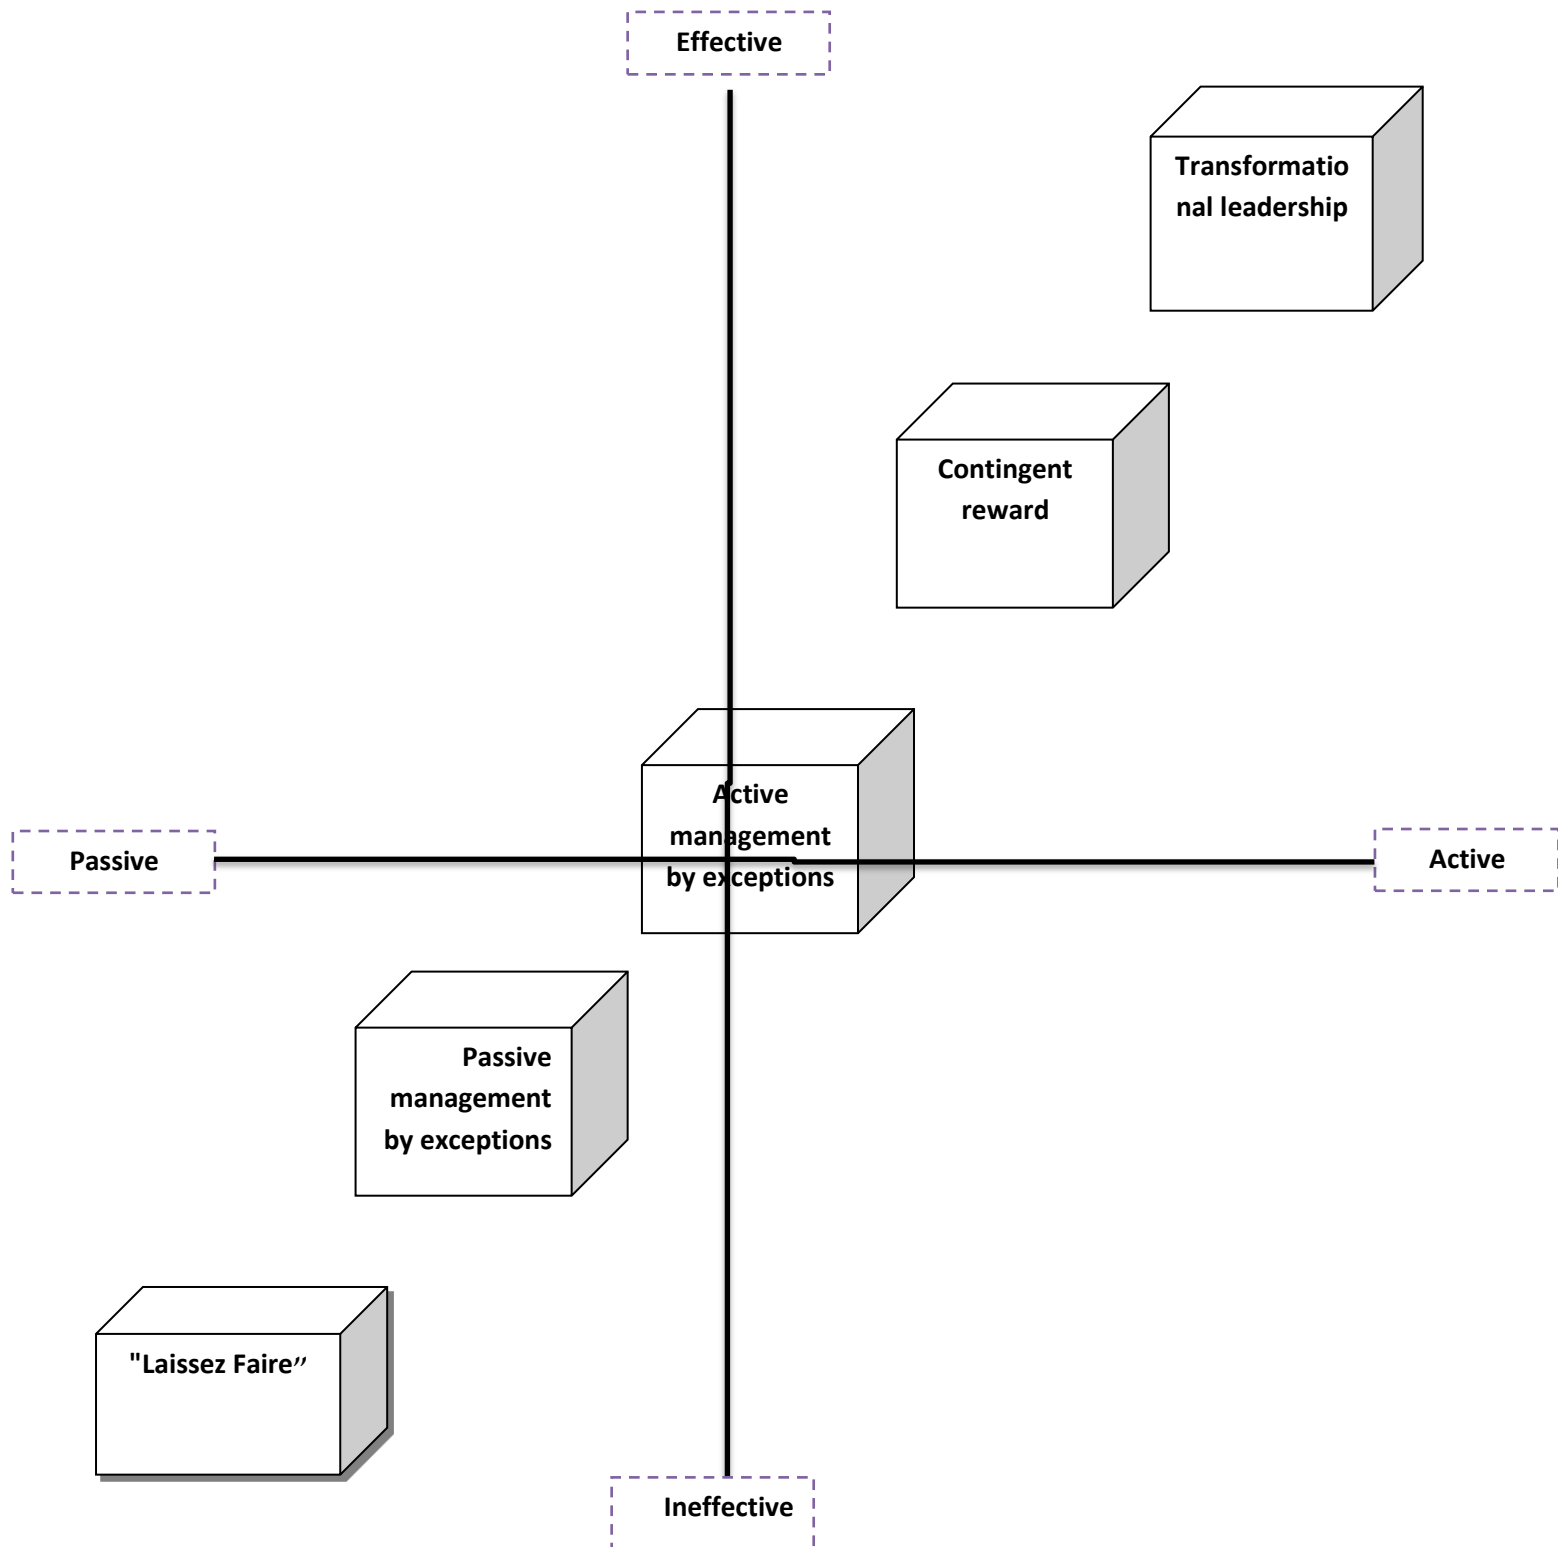 Effective
Transformatio
nal leadership
Contingent
reward
Active
management
by exceptions
Passive
Active
Passive
management
by exceptions
"Laissez Faire”
Ineffective